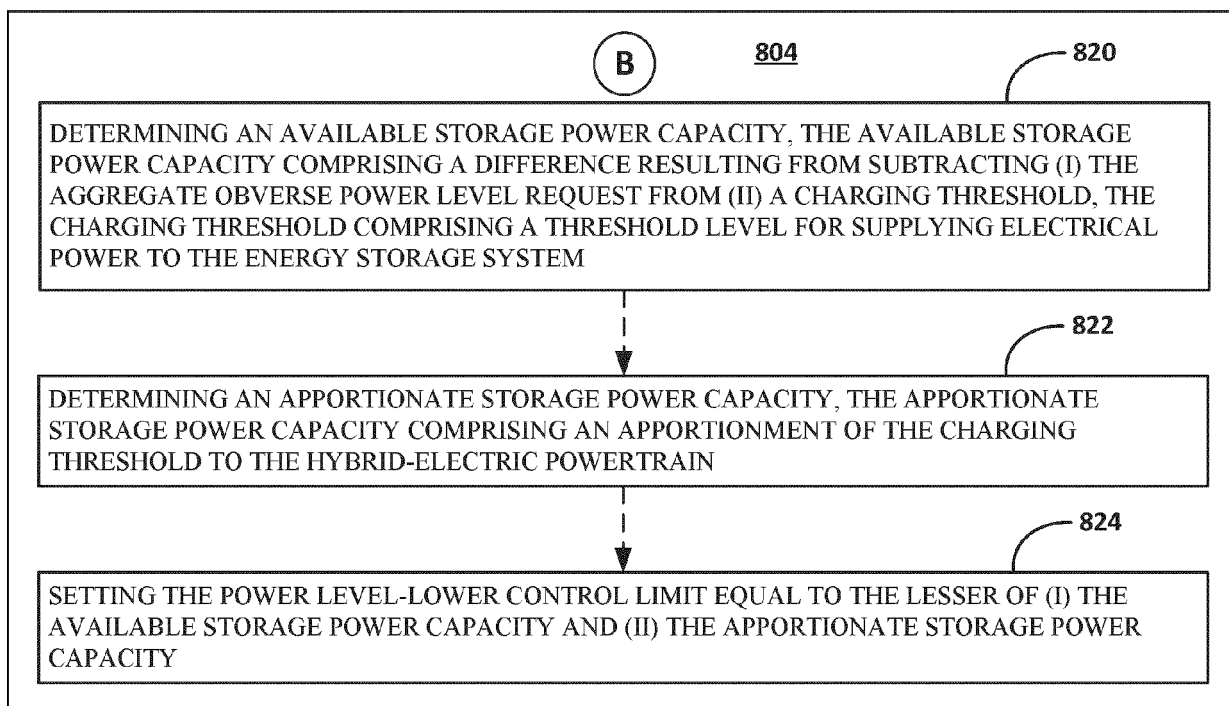 B
804
820
DETERMINING AN AVAILABLE STORAGE POWER CAPACITY, THE AVAILABLE STORAGE
POWER CAPACITY COMPRISING A DIFFERENCE RESULTING FROM SUBTRACTING (I) THE
AGGREGATE OBVERSE POWER LEVEL REQUEST FROM (II) A CHARGING THRESHOLD, THE
CHARGING THRESHOLD COMPRISING A THRESHOLD LEVEL FOR SUPPLYING ELECTRICAL
POWER TO THE ENERGY STORAGE SYSTEM
822
DETERMINING AN APPORTIONATE STORAGE POWER CAPACITY, THE APPORTIONATE
STORAGE POWER CAPACITY COMPRISING AN APPORTIONMENT OF THE CHARGING
THRESHOLD TO THE HYBRID-ELECTRIC POWERTRAIN
824
SETTING THE POWER LEVEL-LOWER CONTROL LIMIT EQUAL TO THE LESSER OF (I) THE
AVAILABLE STORAGE POWER CAPACITY AND (II) THE APPORTIONATE STORAGE POWER
CAPACITY